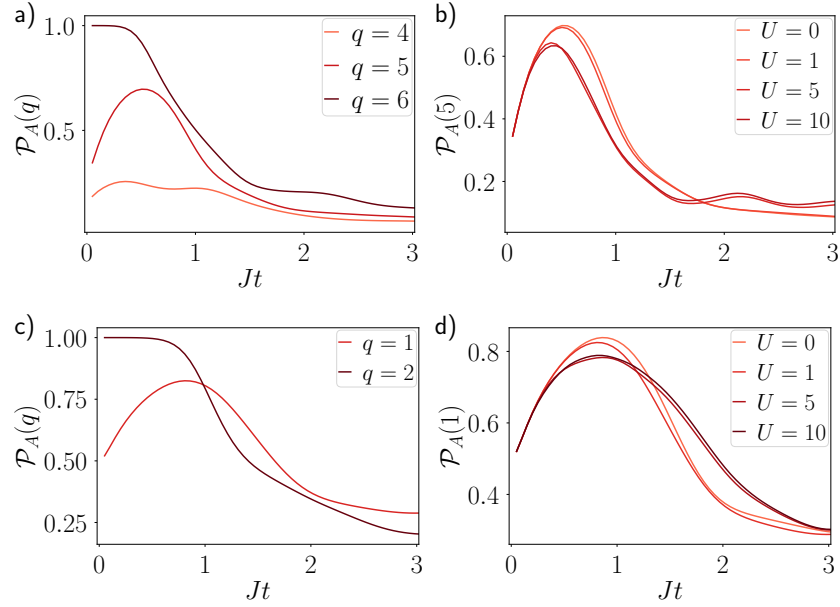 a)
1.0
0.5
𝒫_A(q)
q = 4
q = 5
q = 6
0
1
2
3
Jt
b)
0.6
0.4
0.2
𝒫_A(5)
U = 0
U = 1
U = 5
U = 10
0
1
2
3
Jt
c)
1.00
0.75
0.50
0.25
𝒫_A(q)
q = 1
q = 2
0
1
2
3
Jt
d)
0.8
0.6
0.4
𝒫_A(1)
U = 0
U = 1
U = 5
U = 10
0
1
2
3
Jt